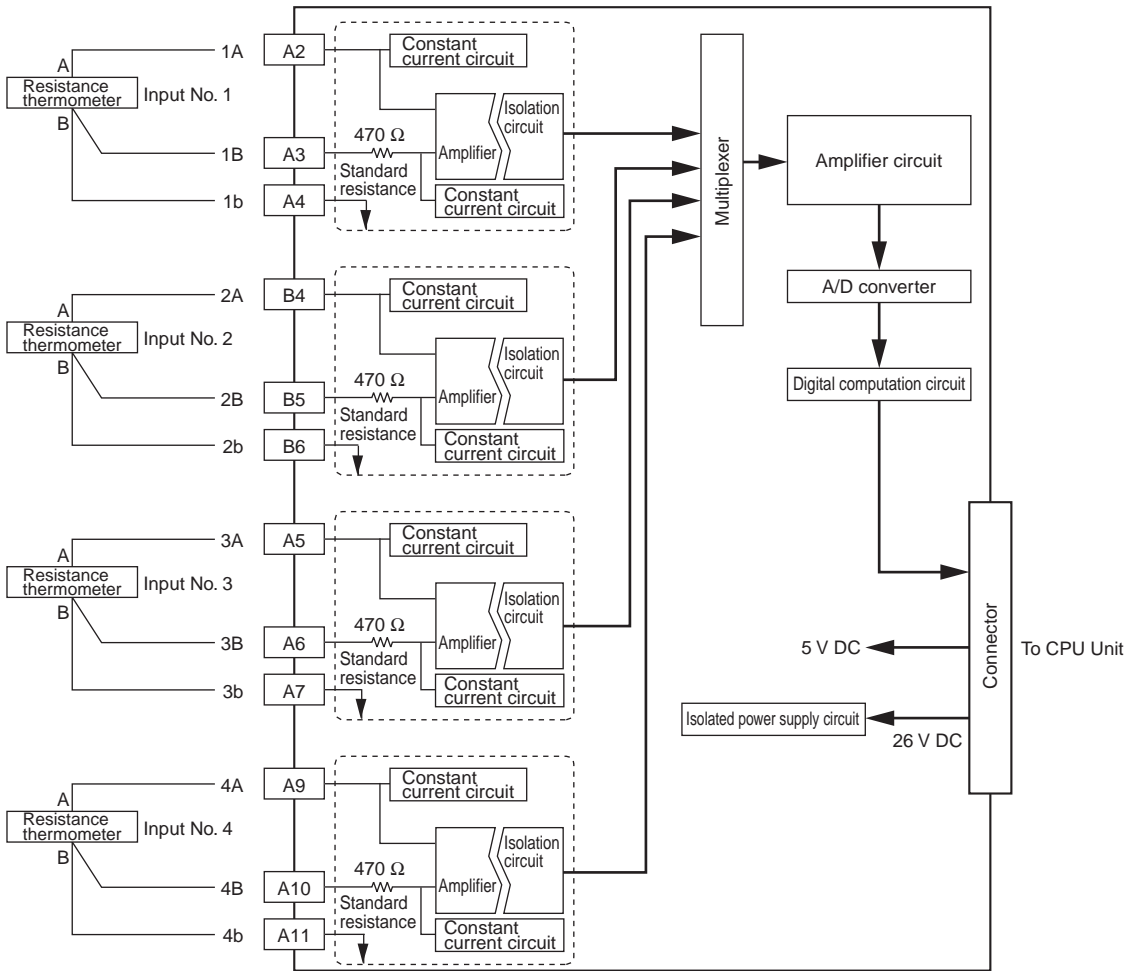 1A
A2
Constant
current circuit
A
Resistance
thermometer
Input No. 1
B
Isolation
circuit
Amplifier
470 Ω
1B
A3
Standard
resistance
1b
A4
Constant
current circuit
2A
B4
Constant
current circuit
A
Resistance
thermometer
Input No. 2
B
Isolation
circuit
Amplifier
470 Ω
2B
B5
Standard
resistance
2b
B6
Constant
current circuit
3A
A5
Constant
current circuit
A
Resistance
thermometer
Input No. 3
B
Isolation
circuit
Amplifier
470 Ω
3B
A6
Standard
resistance
3b
A7
Constant
current circuit
4A
A9
Constant
current circuit
A
Resistance
thermometer
Input No. 4
B
Isolation
circuit
Amplifier
470 Ω
4B
A10
Standard
resistance
4b
A11
Constant
current circuit
Multiplexer
Amplifier circuit
A/D converter
Digital computation circuit
Connector
To CPU Unit
5 V DC
Isolated power supply circuit
26 V DC